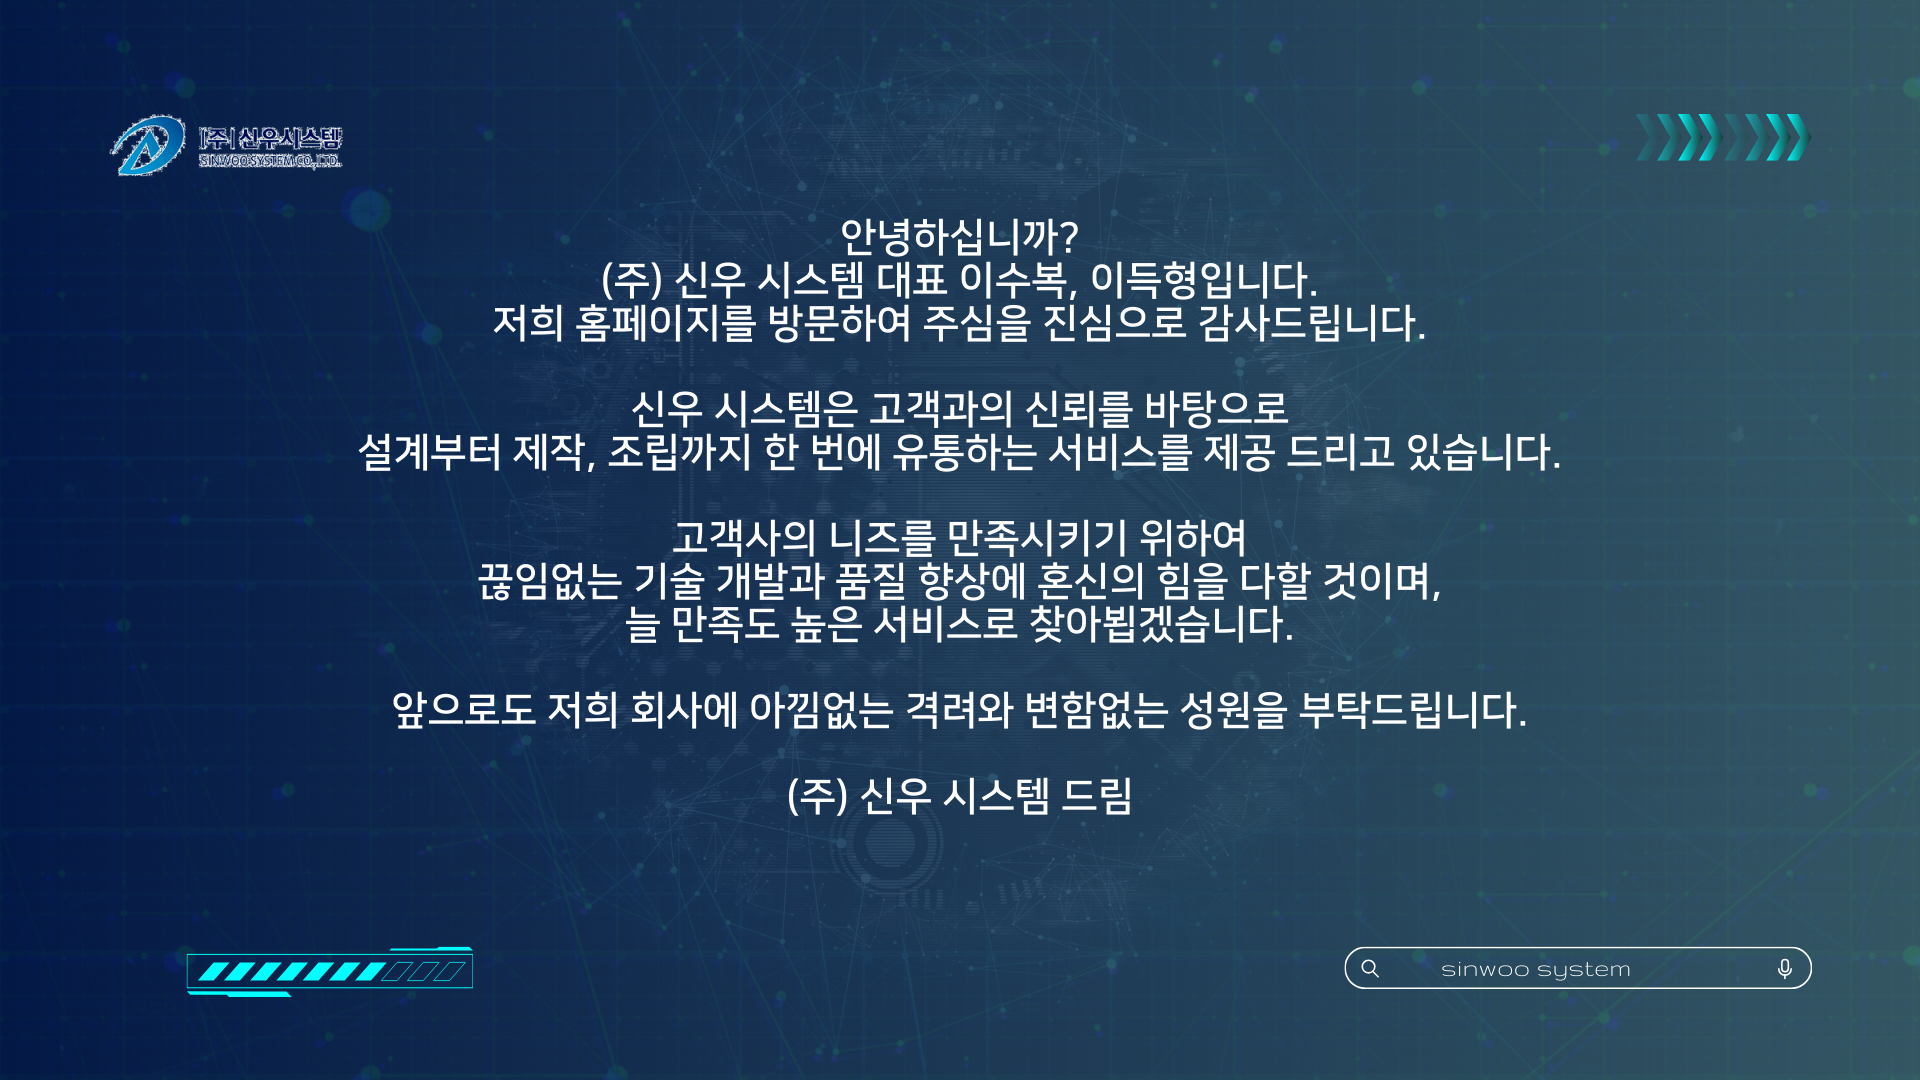 [주] 신우시스템
SINWOO SYSTEM CO.,LTD.
안녕하십니까?
(주) 신우 시스템 대표 이수복, 이득형입니다.
저희 홈페이지를 방문하여 주심을 진심으로 감사드립니다.
신우 시스템은 고객과의 신뢰를 바탕으로
설계부터 제작, 조립까지 한 번에 유통하는 서비스를 제공 드리고 있습니다.
고객사의 니즈를 만족시키기 위하여
끊임없는 기술 개발과 품질 향상에 혼신의 힘을 다할 것이며,
늘 만족도 높은 서비스로 찾아뵙겠습니다.
앞으로도 저희 회사에 아낌없는 격려와 변함없는 성원을 부탁드립니다.
(주) 신우 시스템 드림
sinwoo system